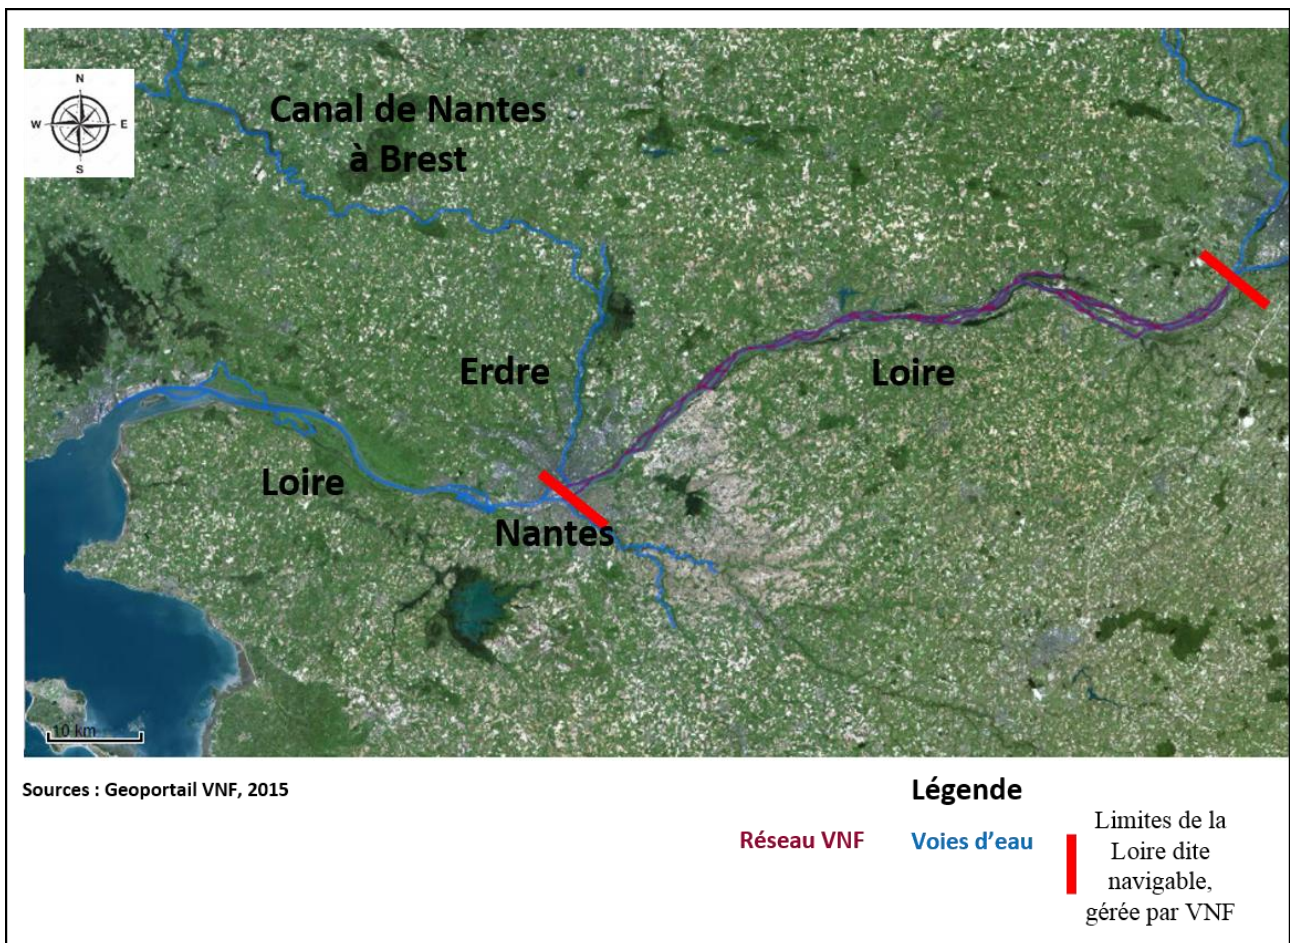 N
W E
S
Canal de Nantes
à Brest
Erdre
Loire
Loire
Nantes
10 km
Sources : Geoportail VNF, 2015
Légende
Réseau VNF
Voies d’eau
Limites de la
Loire dite
navigable,
gérée par VNF